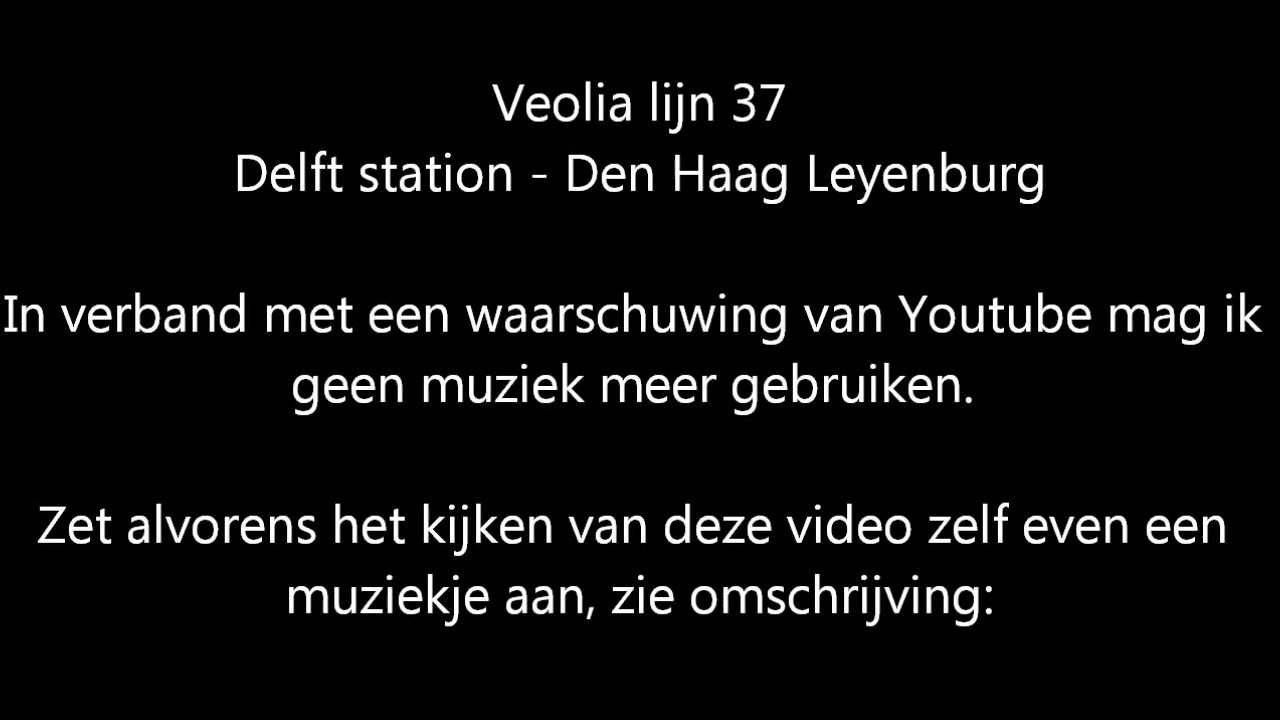 Veolia lijn 37
Delft station - Den Haag Leyenburg
In verband met een waarschuwing van Youtube mag ik
geen muziek meer gebruiken.
Zet alvorens het kijken van deze video zelf even een
muziekje aan, zie omschrijving: